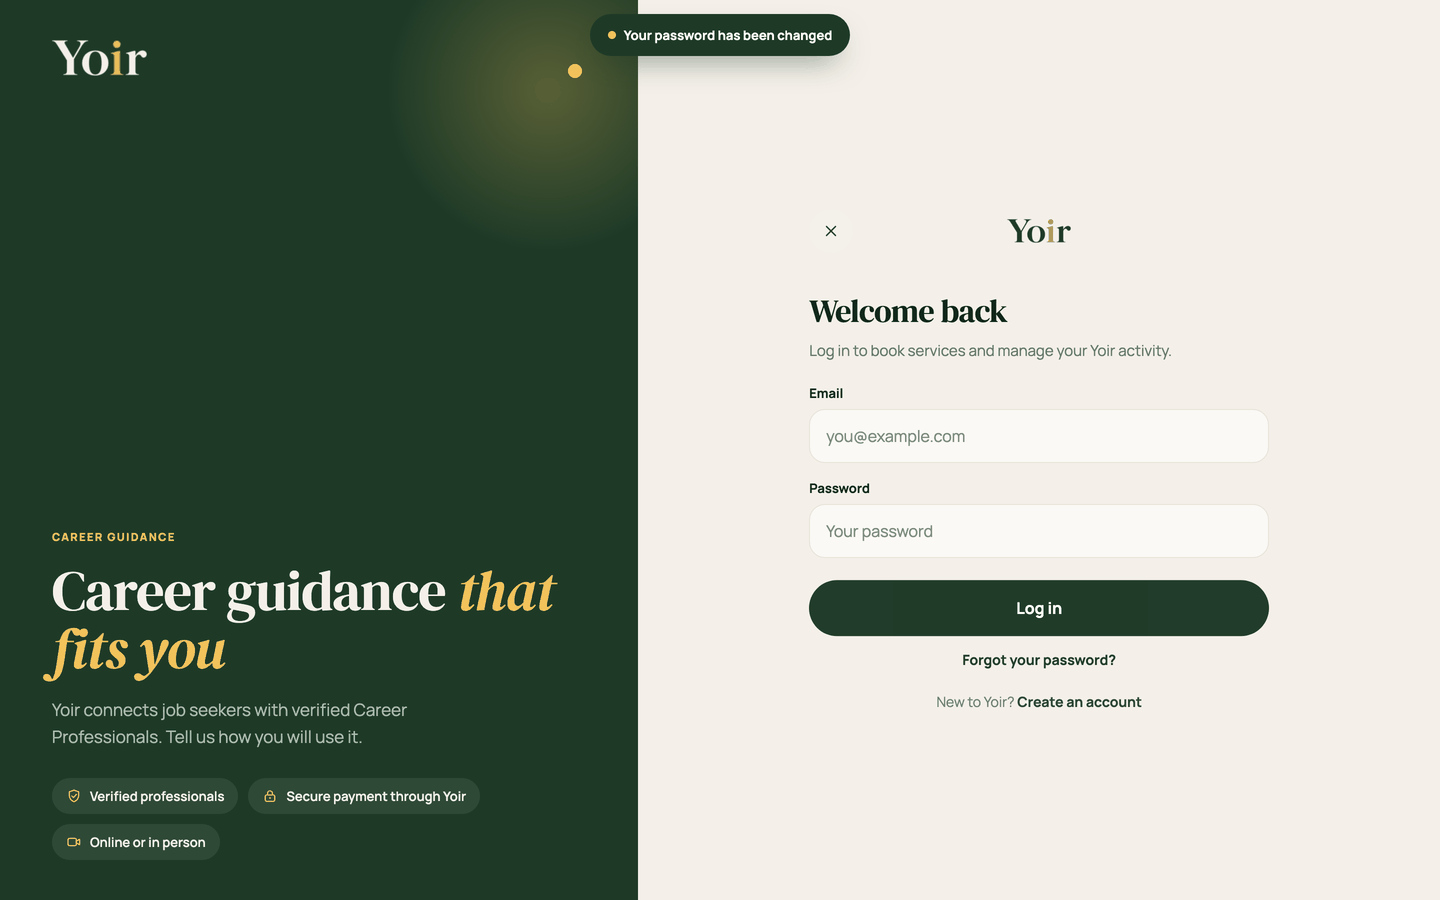 Yoir
Your password has been changed
CAREER GUIDANCE
Career guidance that
fits you
Yoir connects job seekers with verified Career
Professionals. Tell us how you will use it.
Verified professionals
Secure payment through Yoir
Online or in person
Yoir
Welcome back
Log in to book services and manage your Yoir activity.
Email
you@example.com
Password
Your password
Log in
Forgot your password?
New to Yoir? Create an account